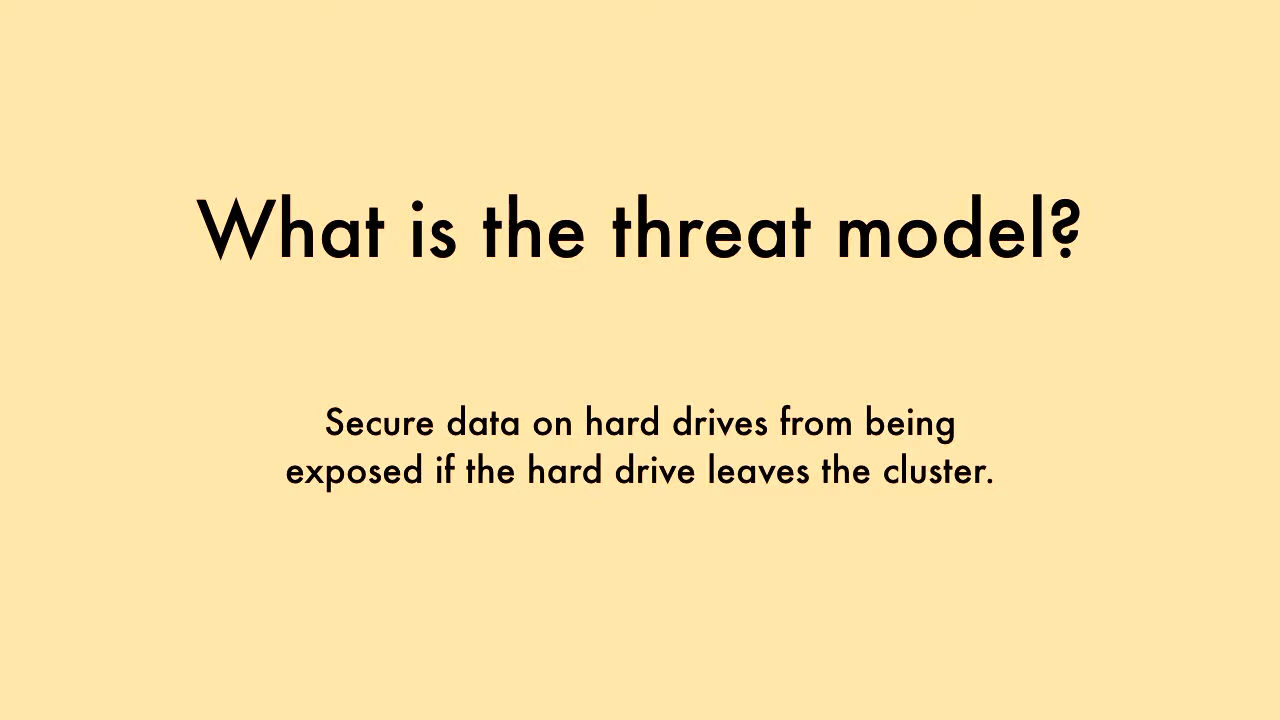 What is the threat model?
Secure data on hard drives from being
exposed if the hard drive leaves the cluster.